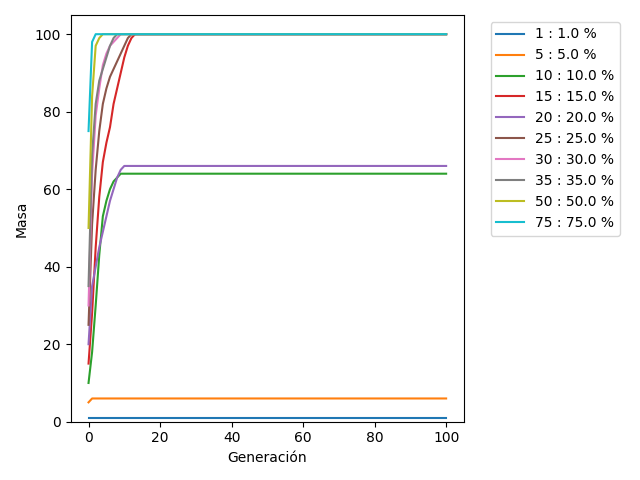 100
80
60
40
20
0
Masa
0 20 40 60 80 100
Generación
1 : 1.0 %
5 : 5.0 %
10 : 10.0 %
15 : 15.0 %
20 : 20.0 %
25 : 25.0 %
30 : 30.0 %
35 : 35.0 %
50 : 50.0 %
75 : 75.0 %